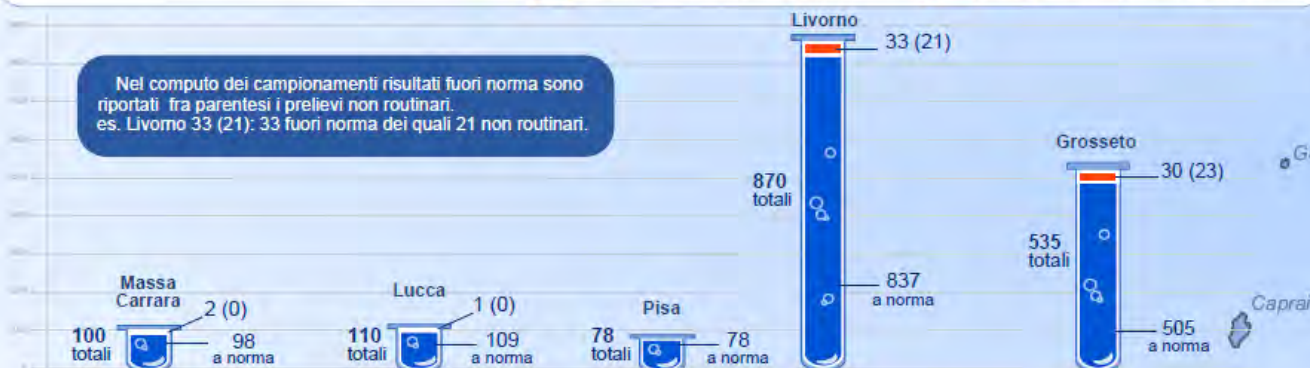 Nel computo dei campionamenti risultati fuori norma sono
riportati fra parentesi i prelievi non routinari.
es. Livorno 33 (21): 33 fuori norma dei quali 21 non routinari.
Massa
Carrara
2 (0)
100
totali
98
a norma
Lucca
1 (0)
110
totali
109
a norma
Pisa
78
totali
78
a norma
Livorno
33 (21)
870
totali
837
a norma
Grosseto
30 (23)
535
totali
505
a norma